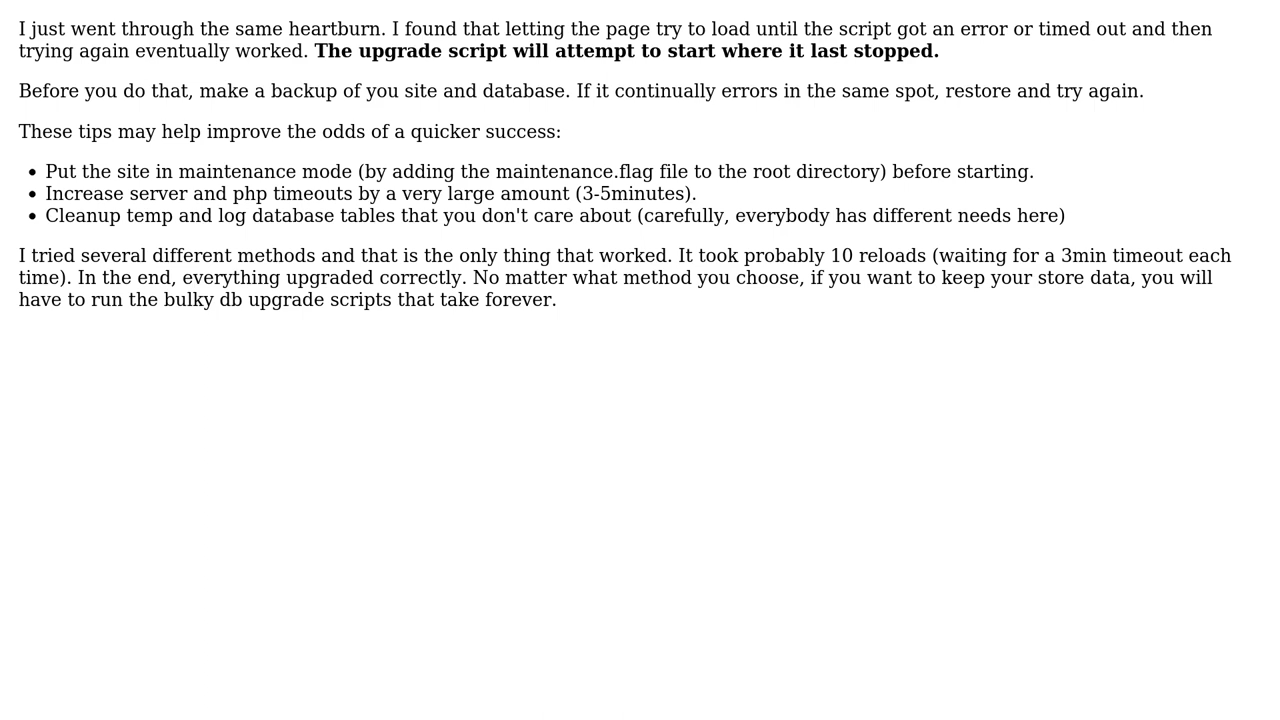 I just went through the same heartburn. I found that letting the page try to load until the script got an error or timed out and then
trying again eventually worked. The upgrade script will attempt to start where it last stopped.
Before you do that, make a backup of you site and database. If it continually errors in the same spot, restore and try again.
These tips may help improve the odds of a quicker success:
• Put the site in maintenance mode (by adding the maintenance.flag file to the root directory) before starting.
• Increase server and php timeouts by a very large amount (3-5minutes).
• Cleanup temp and log database tables that you don't care about (carefully, everybody has different needs here)
I tried several different methods and that is the only thing that worked. It took probably 10 reloads (waiting for a 3min timeout each
time). In the end, everything upgraded correctly. No matter what method you choose, if you want to keep your store data, you will
have to run the bulky db upgrade scripts that take forever.